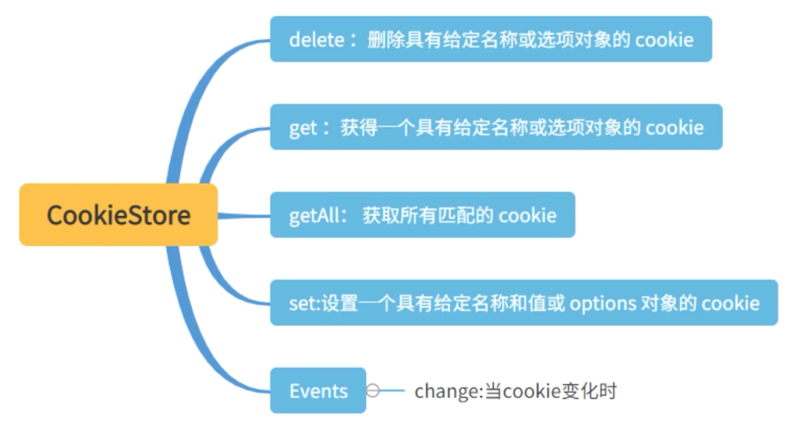 delete： 删除具有给定名称或选项对象的 cookie
get： 获得一个具有给定名称或选项对象的 cookie
CookieStore
getAll： 获取所有匹配的 cookie
set:设置一个具有给定名称和值或 options 对象的 cookie
Events
change:当cookie变化时